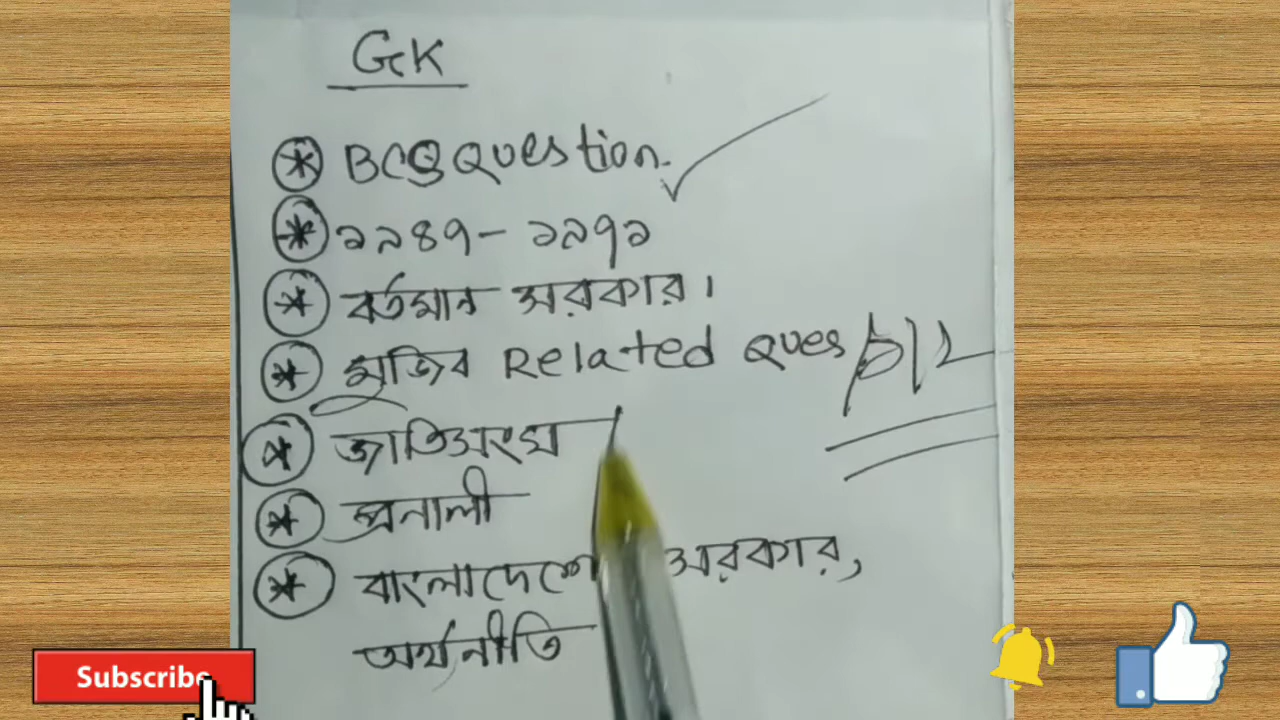 GK
BCS Question.
১৯৪৭- ১৯৭১
বর্তমান সরকার।
মুজিব Related Ques
জাতিসংঘ
প্রনালী
বাংলাদেশে সরকার,
অর্থনীতি
Subscribe